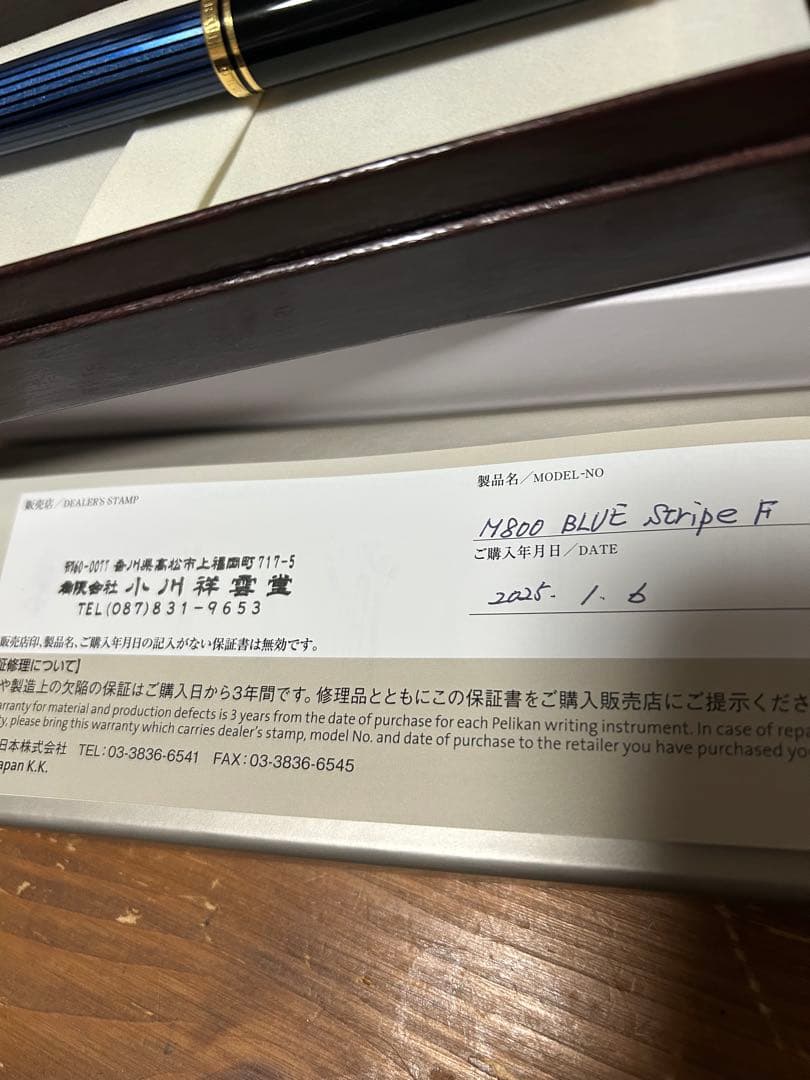 販売店／DEALER'S STAMP
〒760-0077 香川県高松市上福岡町717-5
有限会社 小川祥雲堂
TEL(087)831-9653
製品名／MODEL-NO
M800 BLUE Stripe F
ご購入年月日／DATE
2025. 1. 6
販売店印、製品名、ご購入年月日の記入がない保証書は無効です。
証修理について】
や製造上の欠陥の保証はご購入日から3年間です。修理品とともにこの保証書をご購入販売店にご提示くださ
arranty for material and production defects is 3 years from the date of purchase for each Pelikan writing instrument. In case of repa
ty, please bring this warranty which carries dealer's stamp, model No. and date of purchase to the retailer you have purchased yo
日本株式会社 TEL：03-3836-6541 FAX：03-3836-6545
apan K.K.